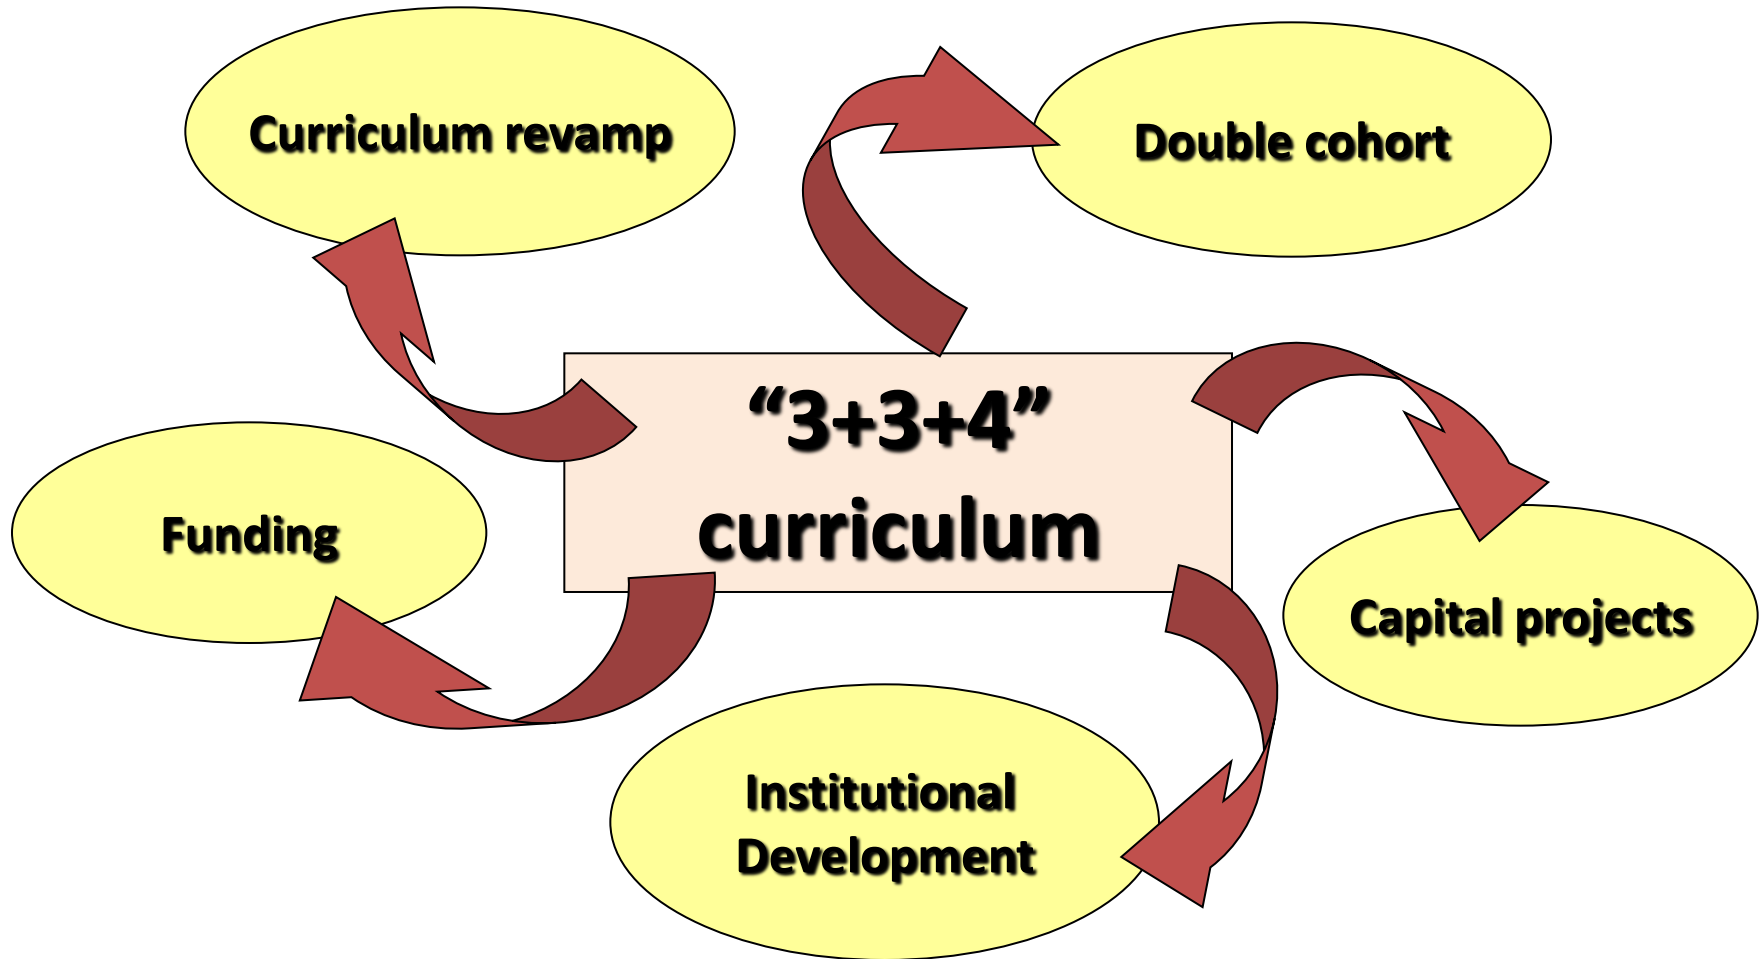 Curriculum revamp
Double cohort
“3+3+4”
curriculum
Funding
Capital projects
Institutional
Development